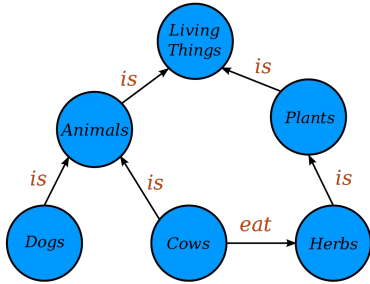 Living
Things
is
is
Animals
Plants
is
is
is
eat
Dogs
Cows
Herbs